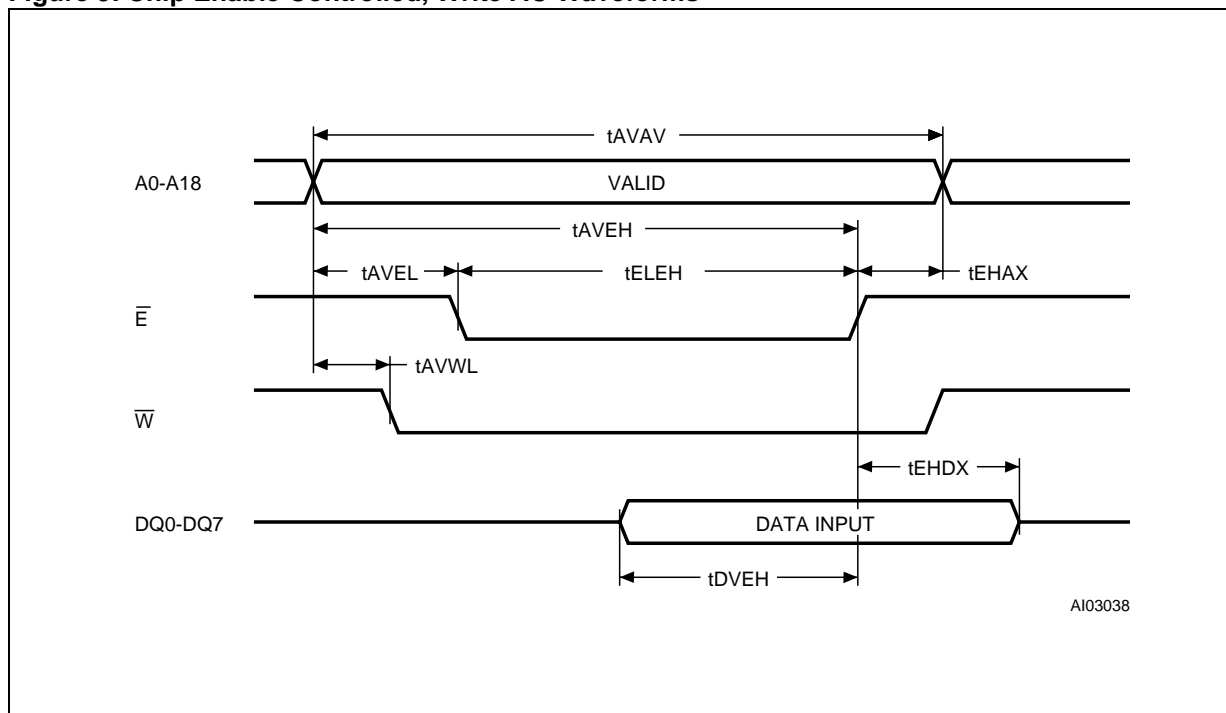 tAVAV
A0-A18
VALID
tAVEH
tAVEL
tELEH
tEHAX
E̅
tAVWL
W̅
tEHDX
DQ0-DQ7
DATA INPUT
tDVEH
AI03038